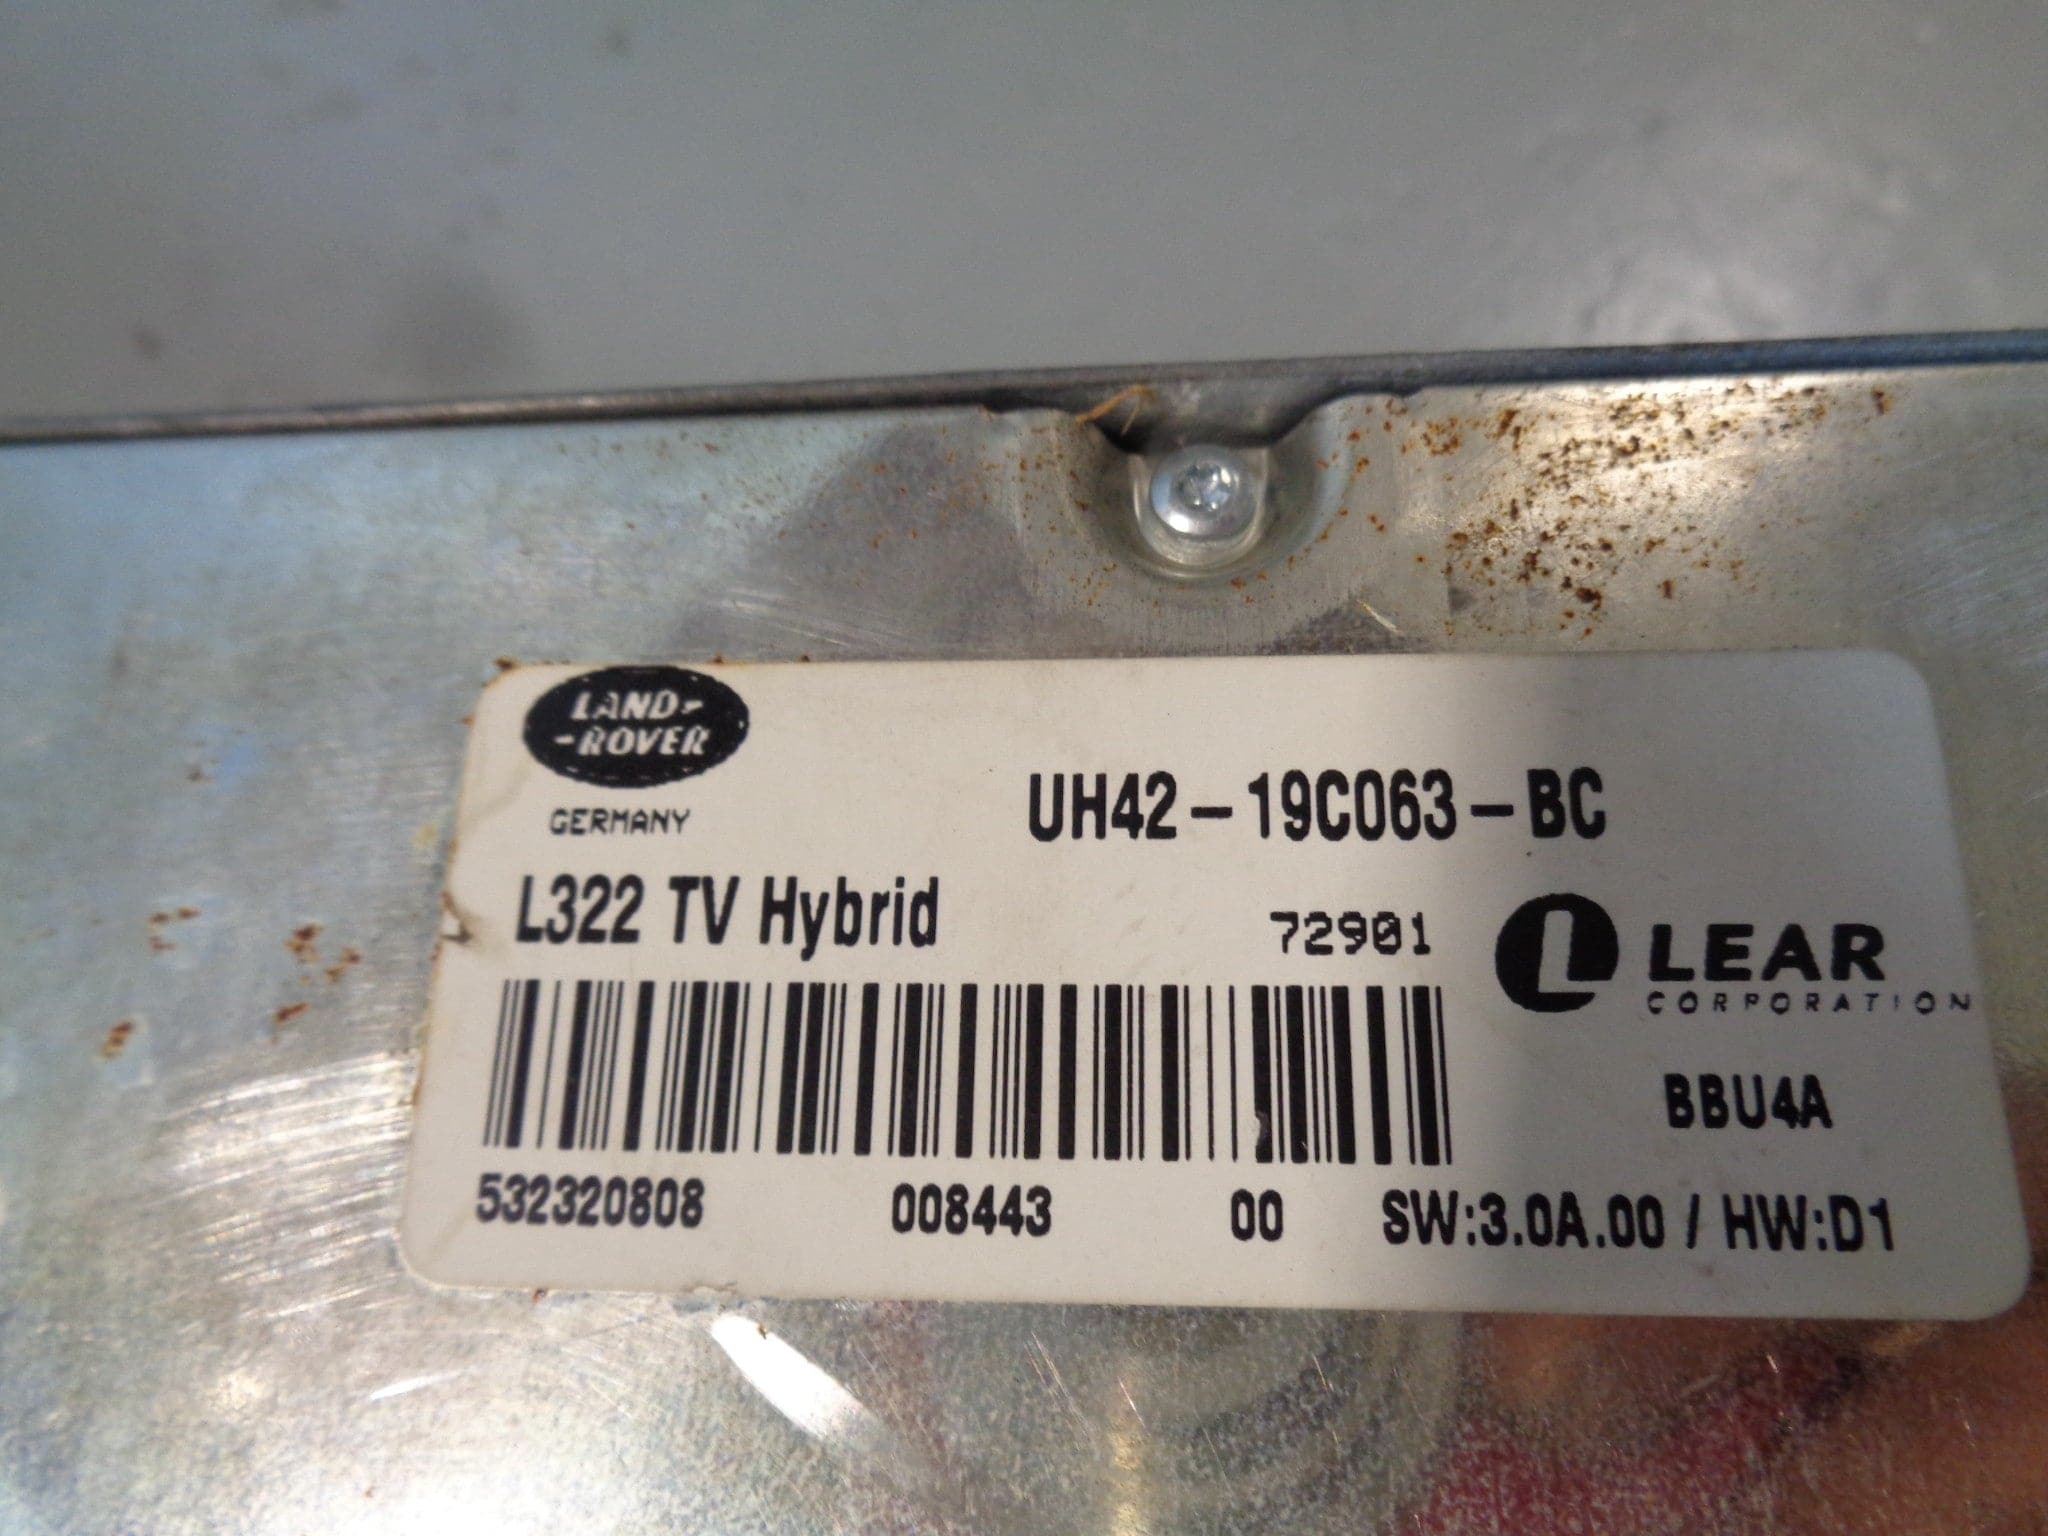 LAND-
-ROVER
GERMANY
UH42-19C063-BC
L322 TV Hybrid
72901
LEAR
CORPORATION
BBU4A
532320808 008443 00 SW:3.0A.00 / HW:D1